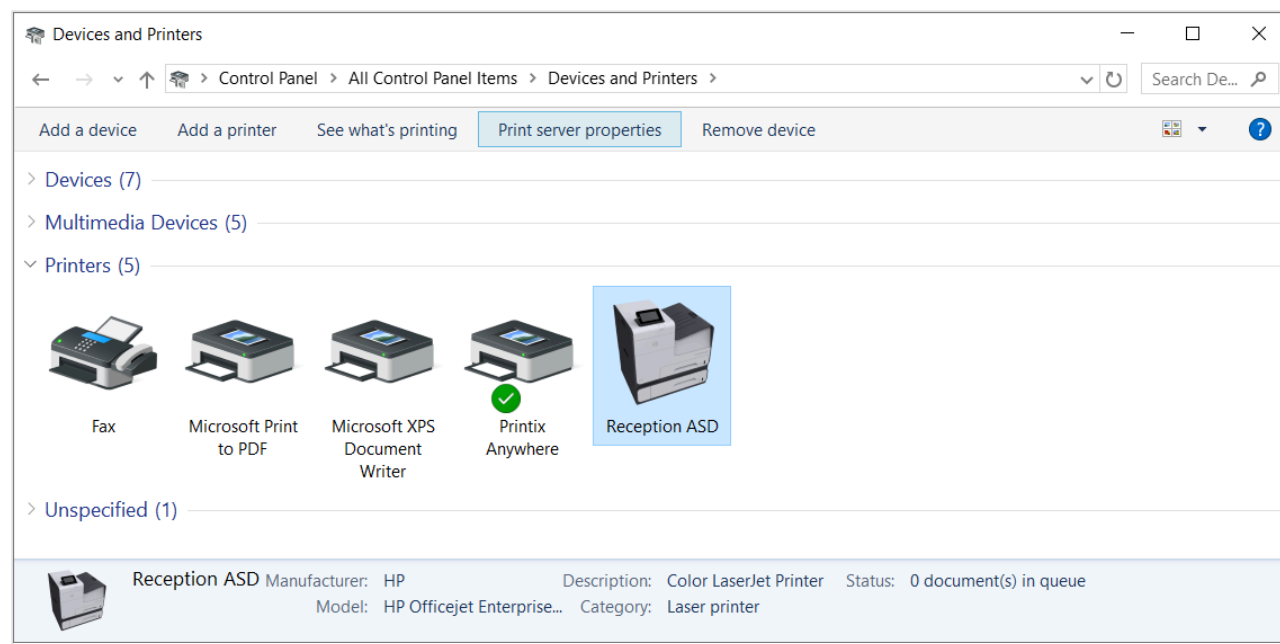 Devices and Printers
Control Panel > All Control Panel Items > Devices and Printers >
Search De...
Add a device Add a printer See what's printing Print server properties Remove device ?
Devices (7)
Multimedia Devices (5)
Printers (5)
Fax
Microsoft Print
to PDF
Microsoft XPS
Document
Writer
Printix
Anywhere
Reception ASD
Unspecified (1)
Reception ASD Manufacturer: HP Description: Color LaserJet Printer Status: 0 document(s) in queue
Model: HP Officejet Enterprise... Category: Laser printer